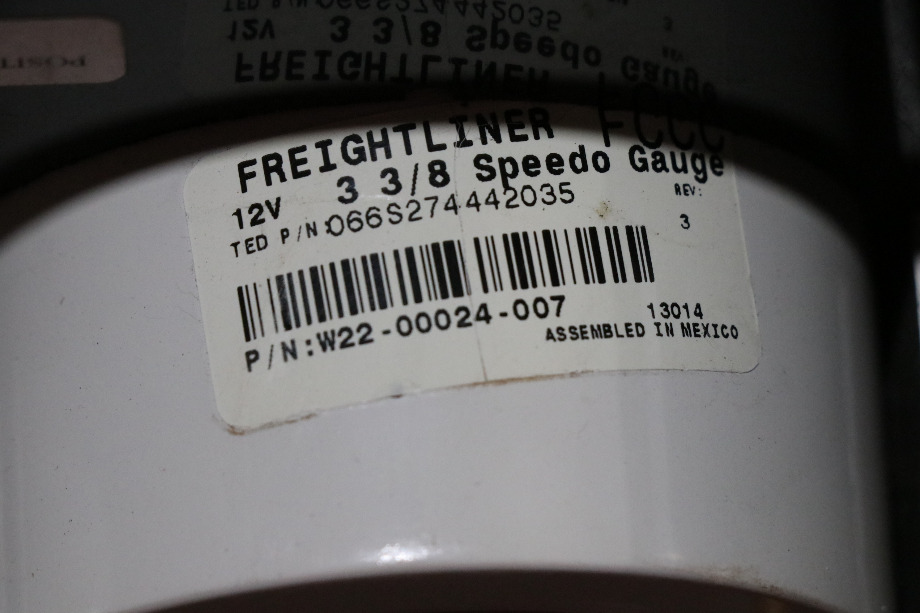 FREIGHTLINER FCCC
12V 3 3/8 Speedo Gauge
TED P/N:066S274442035
REV:
3
P/N:W22-00024-007
13014
ASSEMBLED IN MEXICO